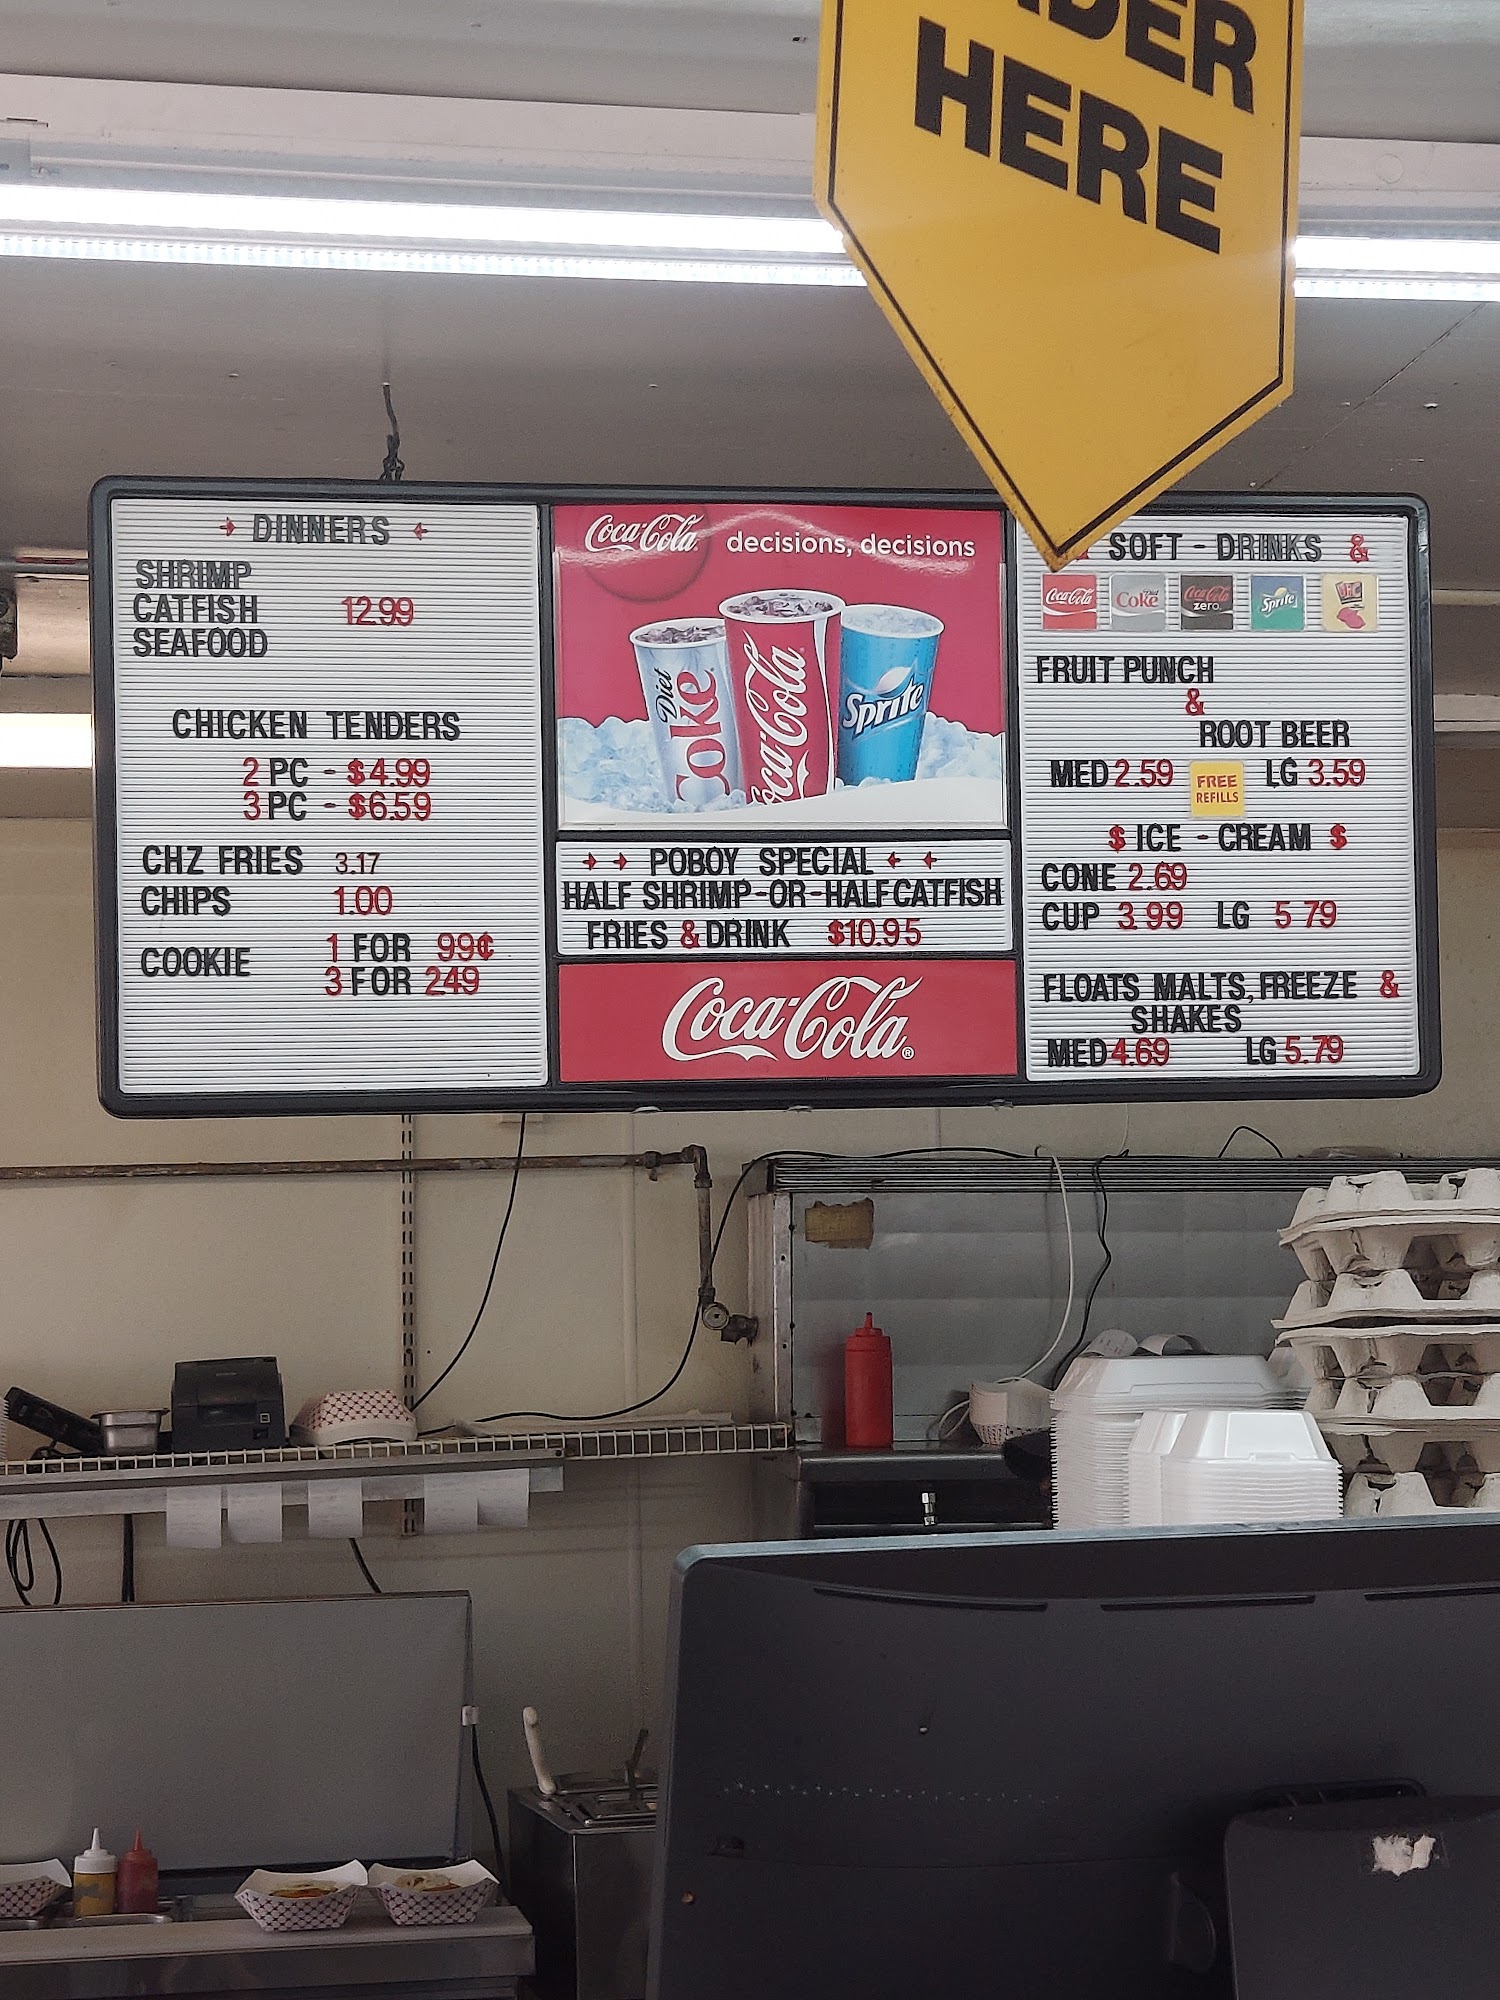 DER
HERE
DINNERS
SHRIMP
CATFISH 12.99
SEAFOOD
CHICKEN TENDERS
2 PC - $4.99
3 PC - $6.59
CHZ FRIES 3.17
CHIPS 1.00
COOKIE 1 FOR 99¢
3 FOR 249
Coca-Cola decisions, decisions
Diet Coke
Coca-Cola
Sprite
POBOY SPECIAL
HALF SHRIMP-OR-HALF CATFISH
FRIES & DRINK $10.95
Coca-Cola®
SOFT - DRINKS &
Coca-Cola Diet Coke Coca-Cola zero Sprite
FRUIT PUNCH
&
ROOT BEER
MED 2.59 FREE REFILLS LG 3.59
$ ICE - CREAM $
CONE 2.69
CUP 3.99 LG 5 79
FLOATS MALTS, FREEZE &
SHAKES
MED 4.69 LG 5.79